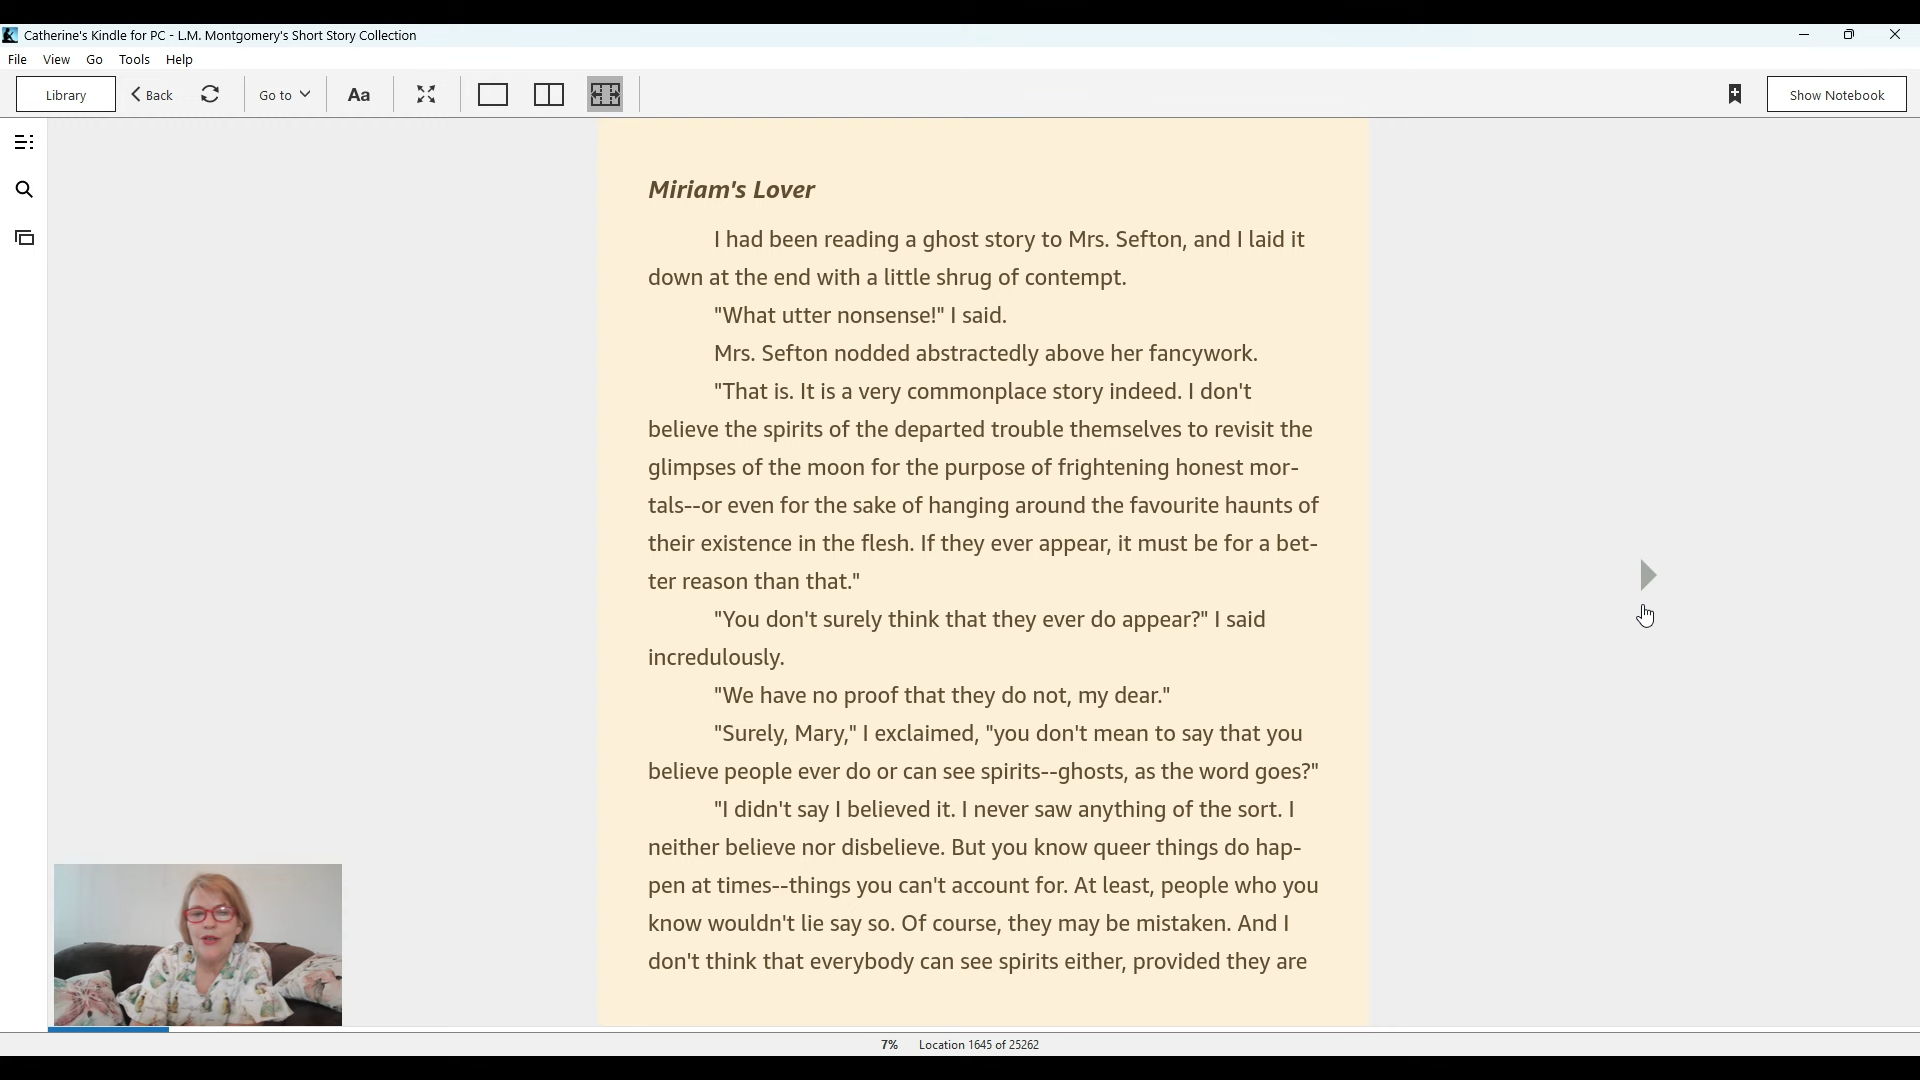 Catherine's Kindle for PC - L.M. Montgomery's Short Story Collection
File View Go Tools Help
Library Back Go to Aa Show Notebook
Miriam's Lover
I had been reading a ghost story to Mrs. Sefton, and I laid it
down at the end with a little shrug of contempt.
"What utter nonsense!" I said.
Mrs. Sefton nodded abstractedly above her fancywork.
"That is. It is a very commonplace story indeed. I don't
believe the spirits of the departed trouble themselves to revisit the
glimpses of the moon for the purpose of frightening honest mor-
tals--or even for the sake of hanging around the favourite haunts of
their existence in the flesh. If they ever appear, it must be for a bet-
ter reason than that."
"You don't surely think that they ever do appear?" I said
incredulously.
"We have no proof that they do not, my dear."
"Surely, Mary," I exclaimed, "you don't mean to say that you
believe people ever do or can see spirits--ghosts, as the word goes?"
"I didn't say I believed it. I never saw anything of the sort. I
neither believe nor disbelieve. But you know queer things do hap-
pen at times--things you can't account for. At least, people who you
know wouldn't lie say so. Of course, they may be mistaken. And I
don't think that everybody can see spirits either, provided they are
7% Location 1645 of 25262